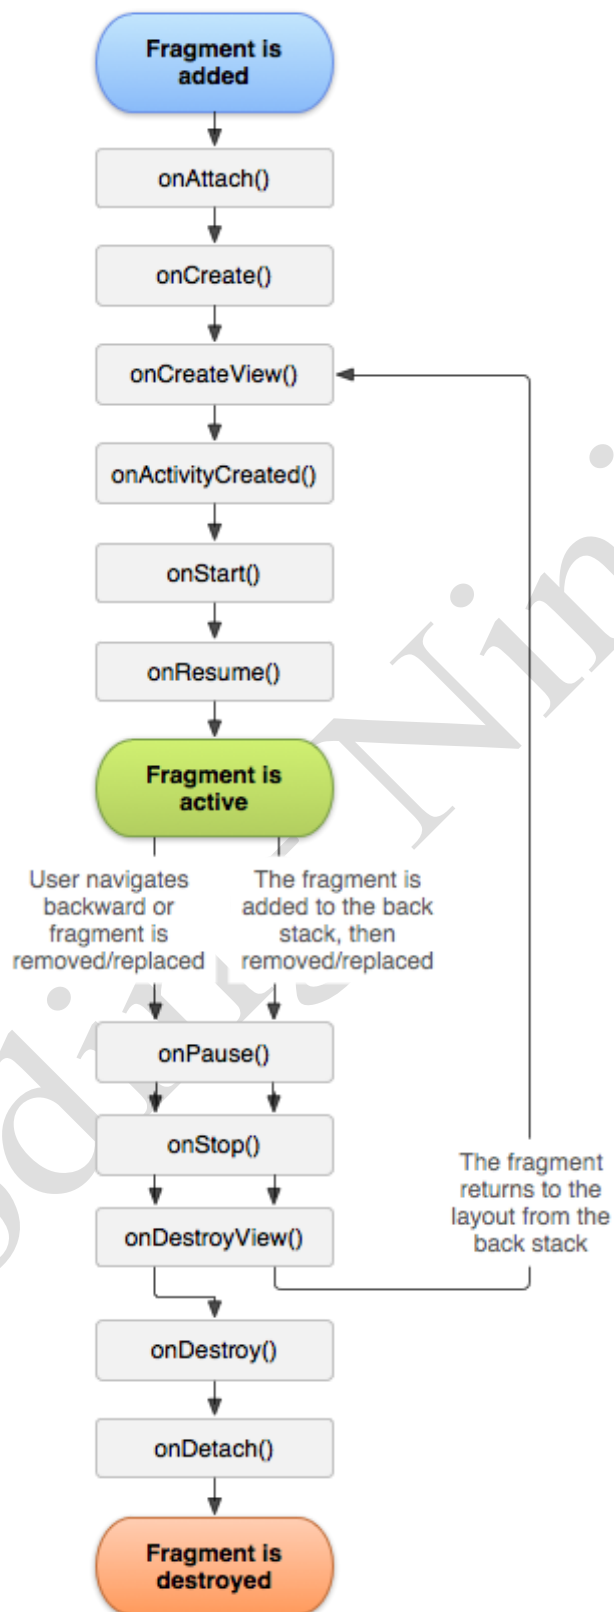 Fragment is
added
onAttach()
onCreate()
onCreateView()
onActivityCreated()
onStart()
onResume()
Fragment is
active
User navigates
backward or
fragment is
removed/replaced
The fragment is
added to the back
stack, then
removed/replaced
onPause()
onStop()
The fragment
returns to the
layout from the
back stack
onDestroyView()
onDestroy()
onDetach()
Fragment is
destroyed